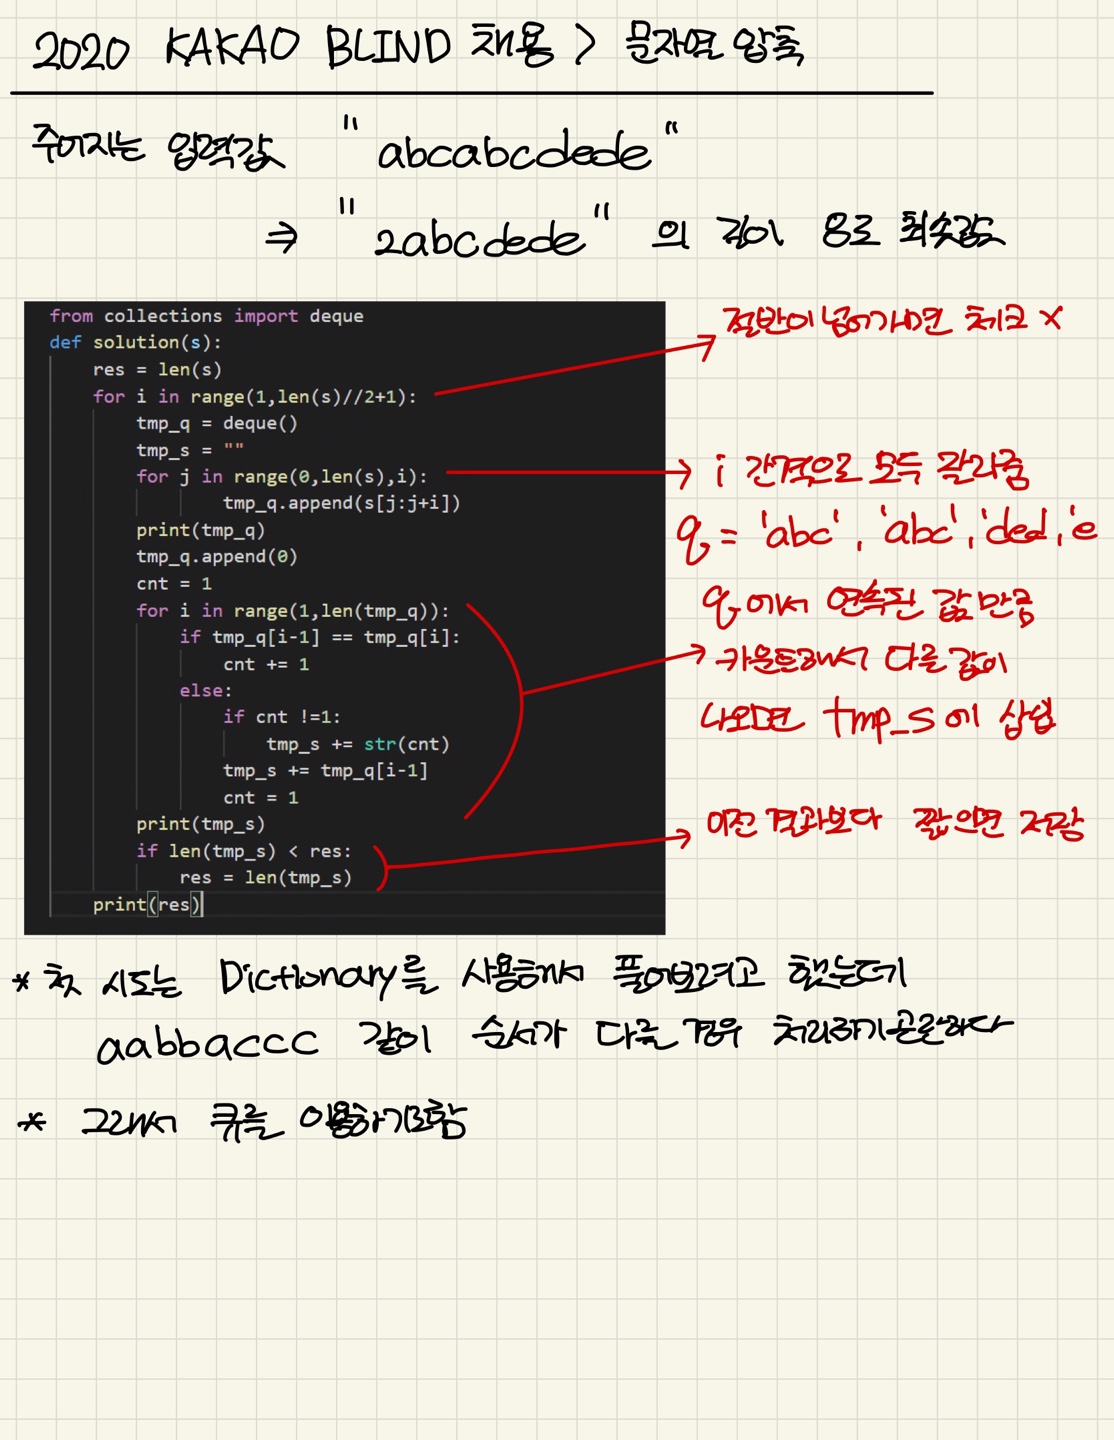 2020 KAKAO BLIND 채용 > 문자열 압축
주어지는 입력값 "abcabcdede"
⇒ "2abcdede" 의 길이 8로 최솟값
from collections import deque
def solution(s):
res = len(s)
for i in range(1,len(s)//2+1):
tmp_q = deque()
tmp_s = ""
for j in range(0,len(s),i):
tmp_q.append(s[j:j+i])
print(tmp_q)
tmp_q.append(0)
cnt = 1
for i in range(1,len(tmp_q)):
if tmp_q[i-1] == tmp_q[i]:
cnt += 1
else:
if cnt !=1:
tmp_s += str(cnt)
tmp_s += tmp_q[i-1]
cnt = 1
print(tmp_s)
if len(tmp_s) < res:
res = len(tmp_s)
print(res)
절반이 넘어가면 체크 x
i 간격으로 모두 잘라줌
q = 'abc', 'abc', 'ded, 'e
q에서 연속된 값 만큼
카운트해서 다른 값이
나오면 tmp_s에 삽입
이전 결과보다 짧으면 저장
* 첫 시도는 Dictionary를 사용해서 풀어보려고 했는데
aabbaccc 같이 순서가 다를 경우 처리하기 곤란하다
* 그래서 큐를 이용하기로함